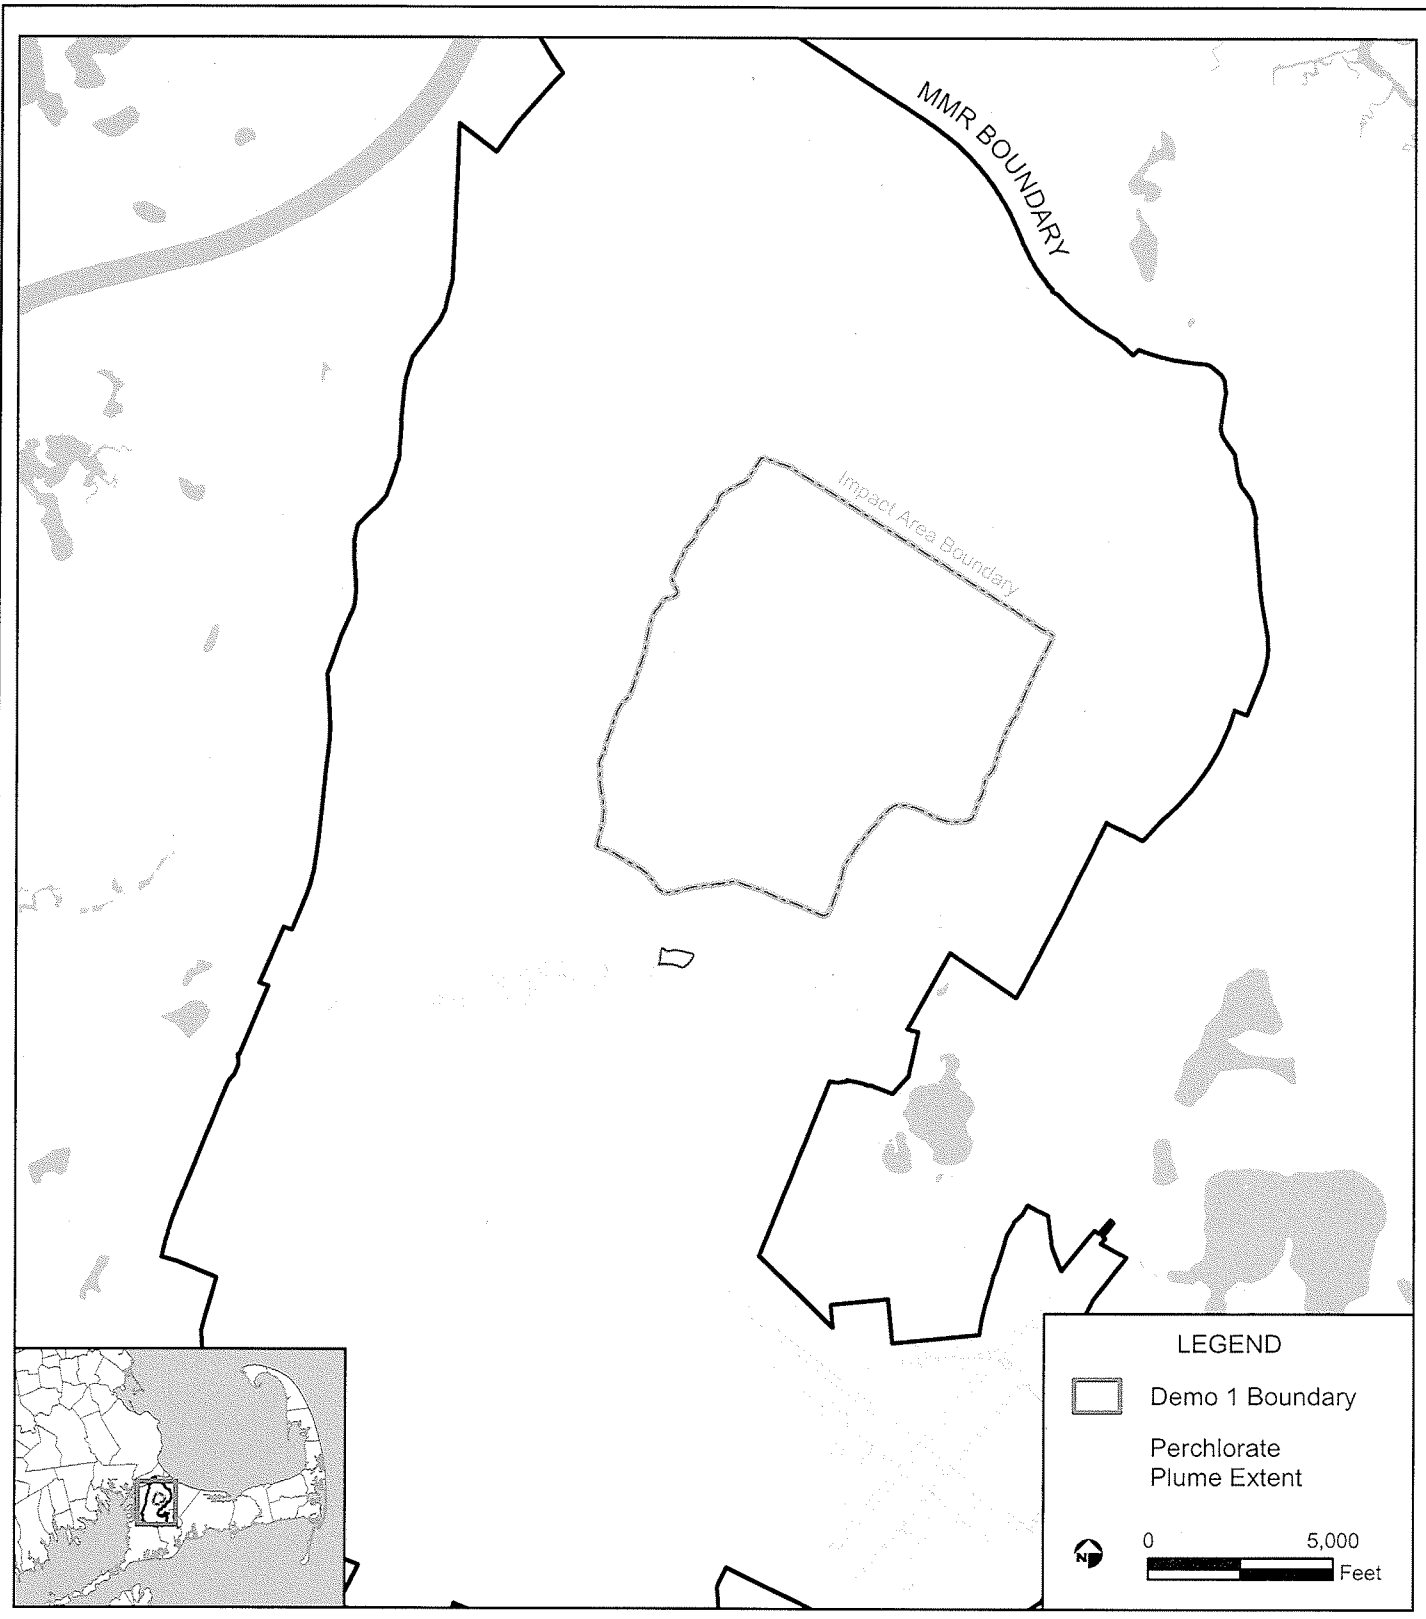 MMR BOUNDARY
Impact Area Boundary
LEGEND
Demo 1 Boundary
Perchlorate
Plume Extent
N
0 5,000
Feet